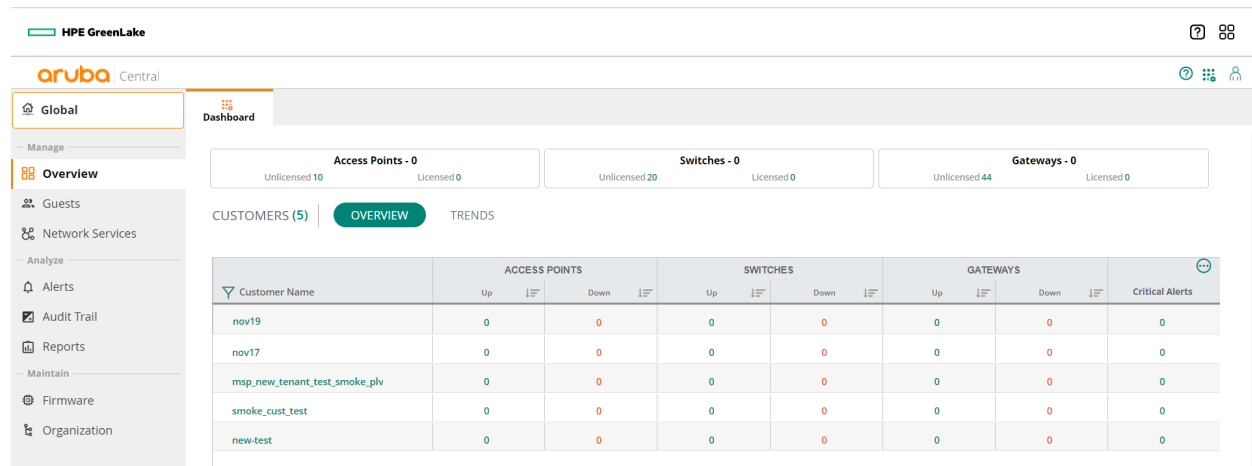 HPE GreenLake
aruba Central
Global
Dashboard
Manage
Overview
Guests
Network Services
Analyze
Alerts
Audit Trail
Reports
Maintain
Firmware
Organization
Access Points - 0
Unlicensed 10 Licensed 0
Switches - 0
Unlicensed 20 Licensed 0
Gateways - 0
Unlicensed 44 Licensed 0
CUSTOMERS (5) OVERVIEW TRENDS
ACCESS POINTS SWITCHES GATEWAYS
Customer Name Up Down Up Down Up Down Critical Alerts
nov19 0 0 0 0 0 0 0
nov17 0 0 0 0 0 0 0
msp_new_tenant_test_smoke_plv 0 0 0 0 0 0 0
smoke_cust_test 0 0 0 0 0 0 0
new-test 0 0 0 0 0 0 0